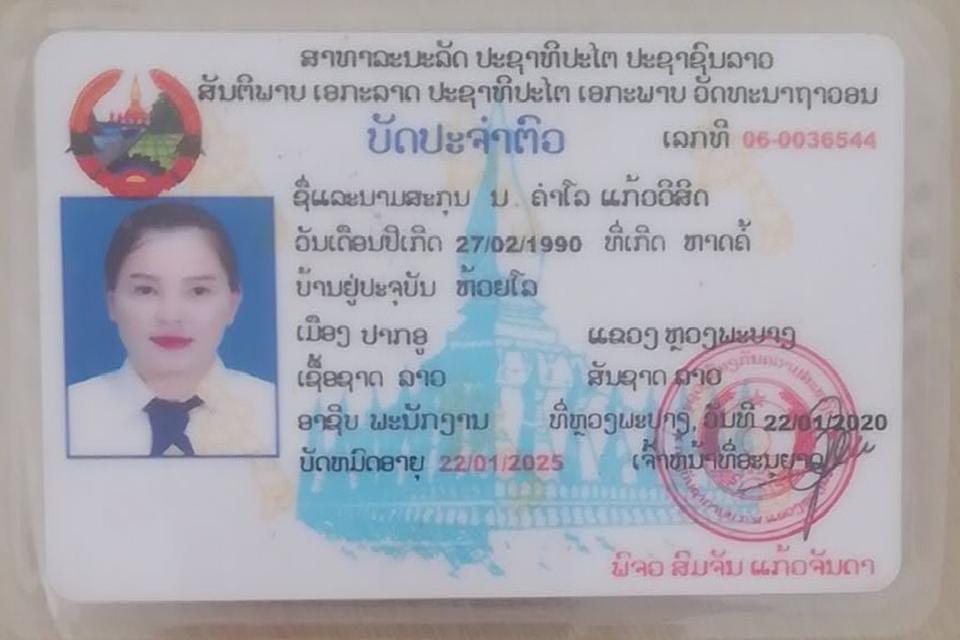 ສາທາລະນະລັດ ປະຊາທິປະໄຕ ປະຊາຊົນລາວ
ສັນຕິພາບ ເອກະລາດ ປະຊາທິປະໄຕ ເອກະພາບ ວັດທະນາຖາວອນ
ບັດປະຈຳຕົວ ເລກທີ 06-0036544
ຊື່ແລະນາມສະກຸນ ນ. ຄຳໂລ ແກ້ວວິສິດ
ວັນເດືອນປີເກີດ 27/02/1990 ທີ່ເກີດ ຫາດຄໍ້
ບ້ານຢູ່ປະຈຸບັນ ຫ້ວຍໂລ
ເມືອງ ປາກອູ ແຂວງ ຫຼວງພະບາງ
ເຊື້ອຊາດ ລາວ ສັນຊາດ ລາວ
ອາຊິບ ພະນັກງານ ທີ່ຫຼວງພະບາງ, ວັນທີ 22/01/2020
ບັດຫມົດອາຍຸ 22/01/2025 ເຈົ້າຫນ້າທີ່ອະນຸຍາດ
ພິຈອ ສົມຈັນ ແກ້ວຈັນດາ